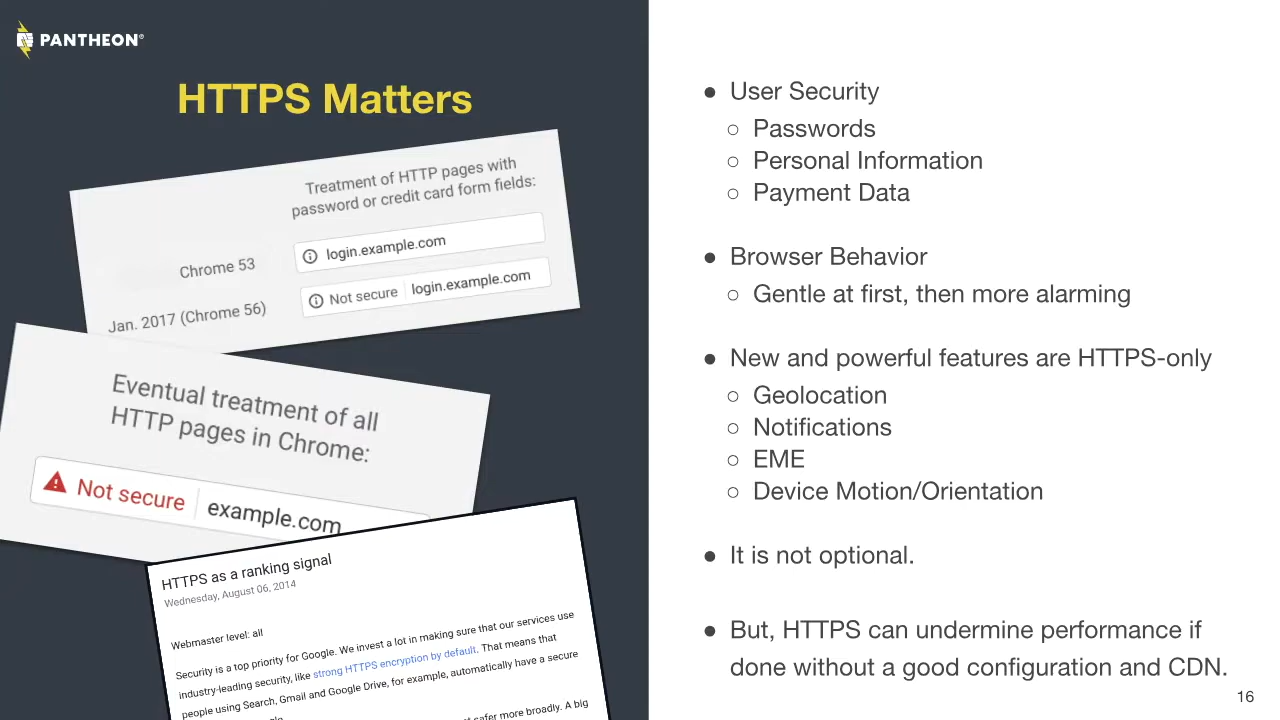 PANTHEON®
HTTPS Matters
Treatment of HTTP pages with
password or credit card form fields:
Chrome 53
login.example.com
Jan. 2017 (Chrome 56)
Not secure login.example.com
Eventual treatment of all
HTTP pages in Chrome:
Not secure example.com
HTTPS as a ranking signal
Wednesday, August 06, 2014
Webmaster level: all
Security is a top priority for Google. We invest a lot in making sure that our services use
industry-leading security, like strong HTTPS encryption by default. That means that
people using Search, Gmail and Google Drive, for example, automatically have a secure
safer more broadly. A big
● User Security
○ Passwords
○ Personal Information
○ Payment Data
● Browser Behavior
○ Gentle at first, then more alarming
● New and powerful features are HTTPS-only
○ Geolocation
○ Notifications
○ EME
○ Device Motion/Orientation
● It is not optional.
● But, HTTPS can undermine performance if
done without a good configuration and CDN.
16